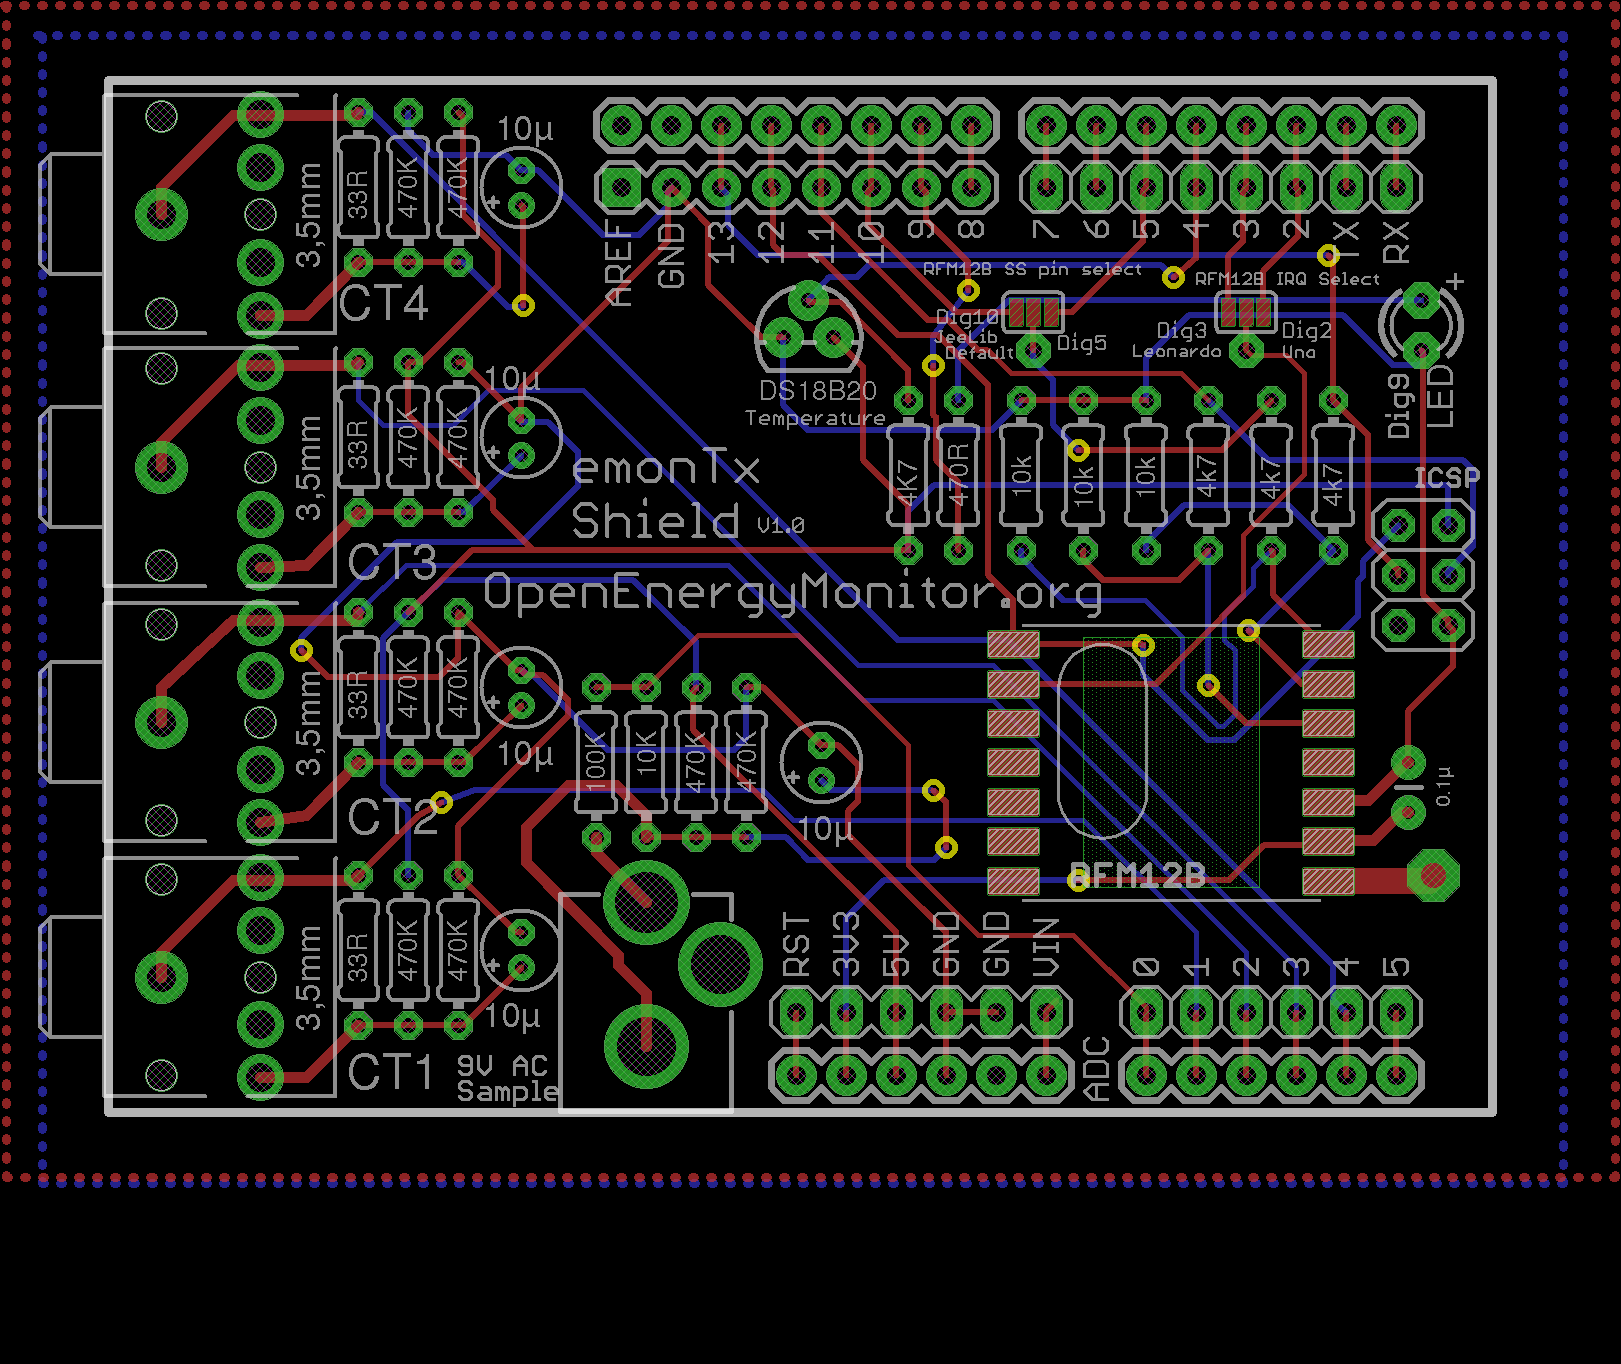 10µ
33R
470K
470K
3,5mm
CT4
AREF
GND
13
12
11
10
9
8
7
6
5
4
3
2
TX
RX
RFM12B SS pin select
RFM12B IRQ Select
+
Dig10
JeeLib
Default
Dig5
Dig3
Leonardo
Dig2
Una
DS18B20
Temperature
Dig9
LED
10µ
+
33R
470K
470K
3,5mm
CT3
emonTx
Shield V1.0
4K7
470R
10k
10k
10k
4k7
4k7
4k7
ICSP
OpenEnergyMonitor.org
33R
470K
470K
3,5mm
+
10µ
CT2
100K
10K
470K
470K
+
10µ
0.1µ
RFM12B
33R
470K
470K
3,5mm
+
10µ
CT1
9V AC
Sample
RST
3V3
5V
GND
GND
VIN
ADC
0
1
2
3
4
5